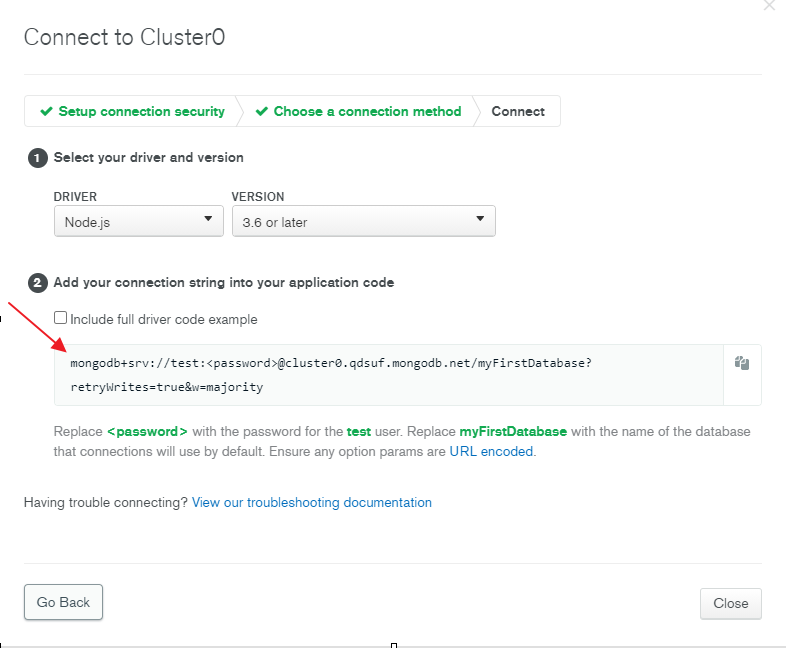 Connect to Cluster0
Setup connection security
Choose a connection method
Connect
1 Select your driver and version
DRIVER
VERSION
Node.js
3.6 or later
2 Add your connection string into your application code
Include full driver code example
mongodb+srv://test:<password>@cluster0.qdsuf.mongodb.net/myFirstDatabase?
retryWrites=true&w=majority
Replace <password> with the password for the test user. Replace myFirstDatabase with the name of the database
that connections will use by default. Ensure any option params are URL encoded.
Having trouble connecting? View our troubleshooting documentation
Go Back
Close